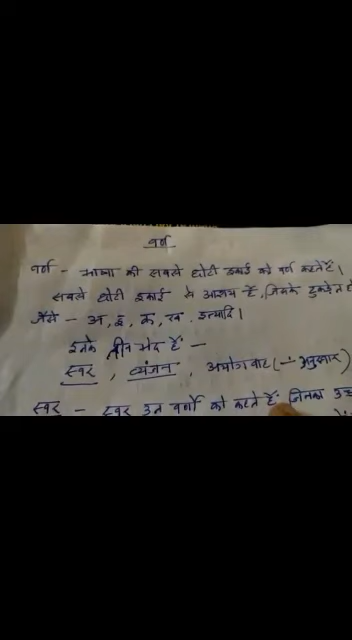 वर्ण
वर्ण - भाषा की सबसे छोटी इकाई को वर्ण कहते हैं।
सबसे छोटी इकाई से आशय है, जिसके टुकड़े न
जैसे - अ, इ, क, ख इत्यादि।
इनके तीन भेद हैं -
स्वर, व्यंजन, अयोगवाह (ं- अनुस्वार)
स्वर - स्वर उन वर्णों को कहते हैं जिनका